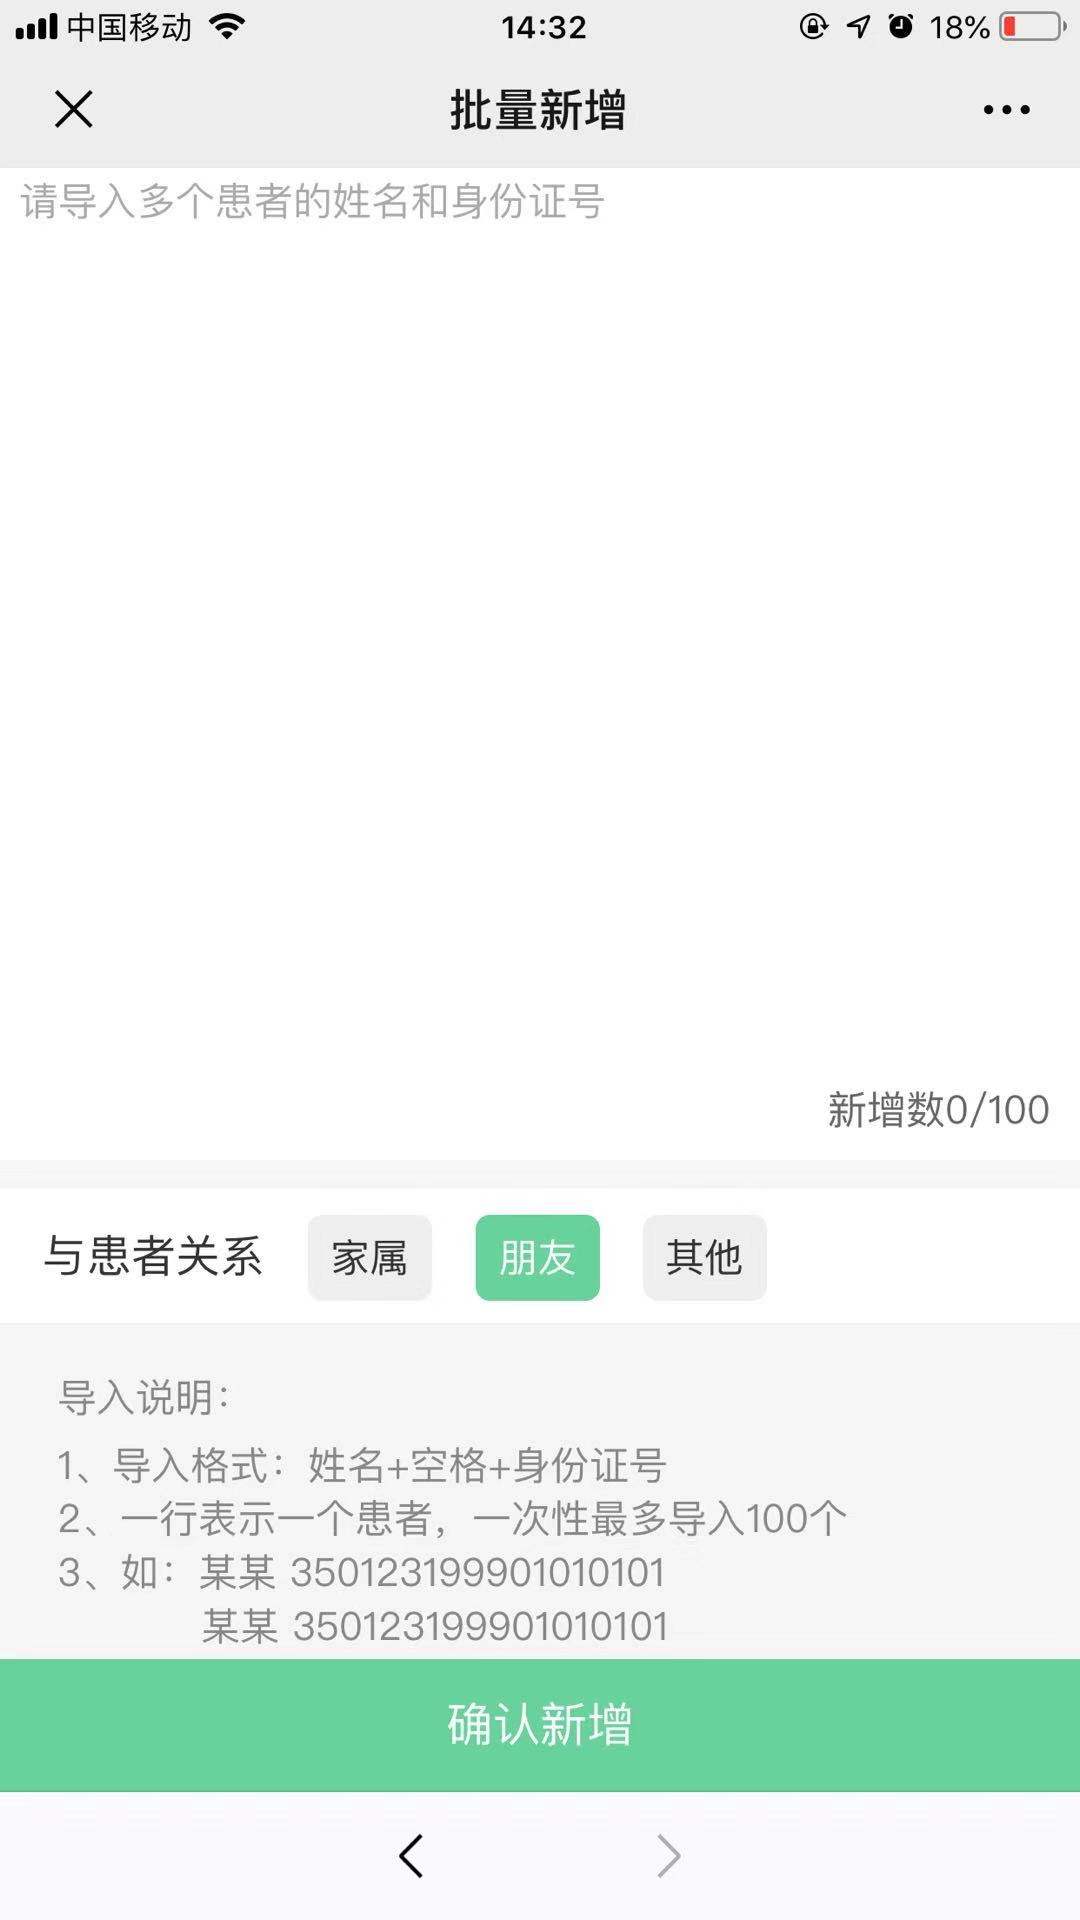 中国移动 14:32 18%
批量新增
请导入多个患者的姓名和身份证号
新增数0/100
与患者关系 家属 朋友 其他
导入说明：
1、导入格式：姓名+空格+身份证号
2、一行表示一个患者，一次性最多导入100个
3、如：某某 350123199901010101
某某 350123199901010101
确认新增